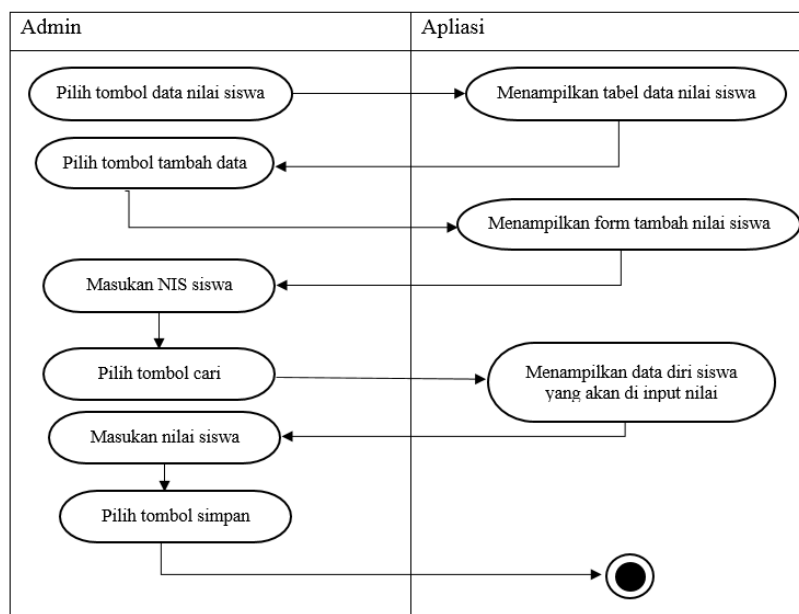 Admin
Apliasi
Pilih tombol data nilai siswa
Menampilkan tabel data nilai siswa
Pilih tombol tambah data
Menampilkan form tambah nilai siswa
Masukan NIS siswa
Pilih tombol cari
Menampilkan data diri siswa
yang akan di input nilai
Masukan nilai siswa
Pilih tombol simpan